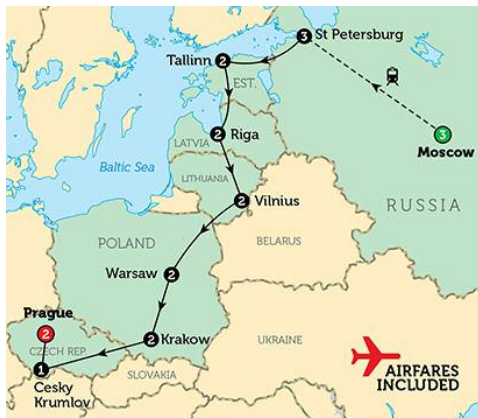 3
St Petersburg
Tallinn
2
EST.
3
Moscow
2
Riga
LATVIA
Baltic Sea
LITHUANIA
RUSSIA
2
Vilnius
POLAND
BELARUS
Warsaw
2
Prague
2
2
Krakow
UKRAINE
CZECH REP.
1
SLOVAKIA
Cesky
Krumlov
AIRFARES
INCLUDED